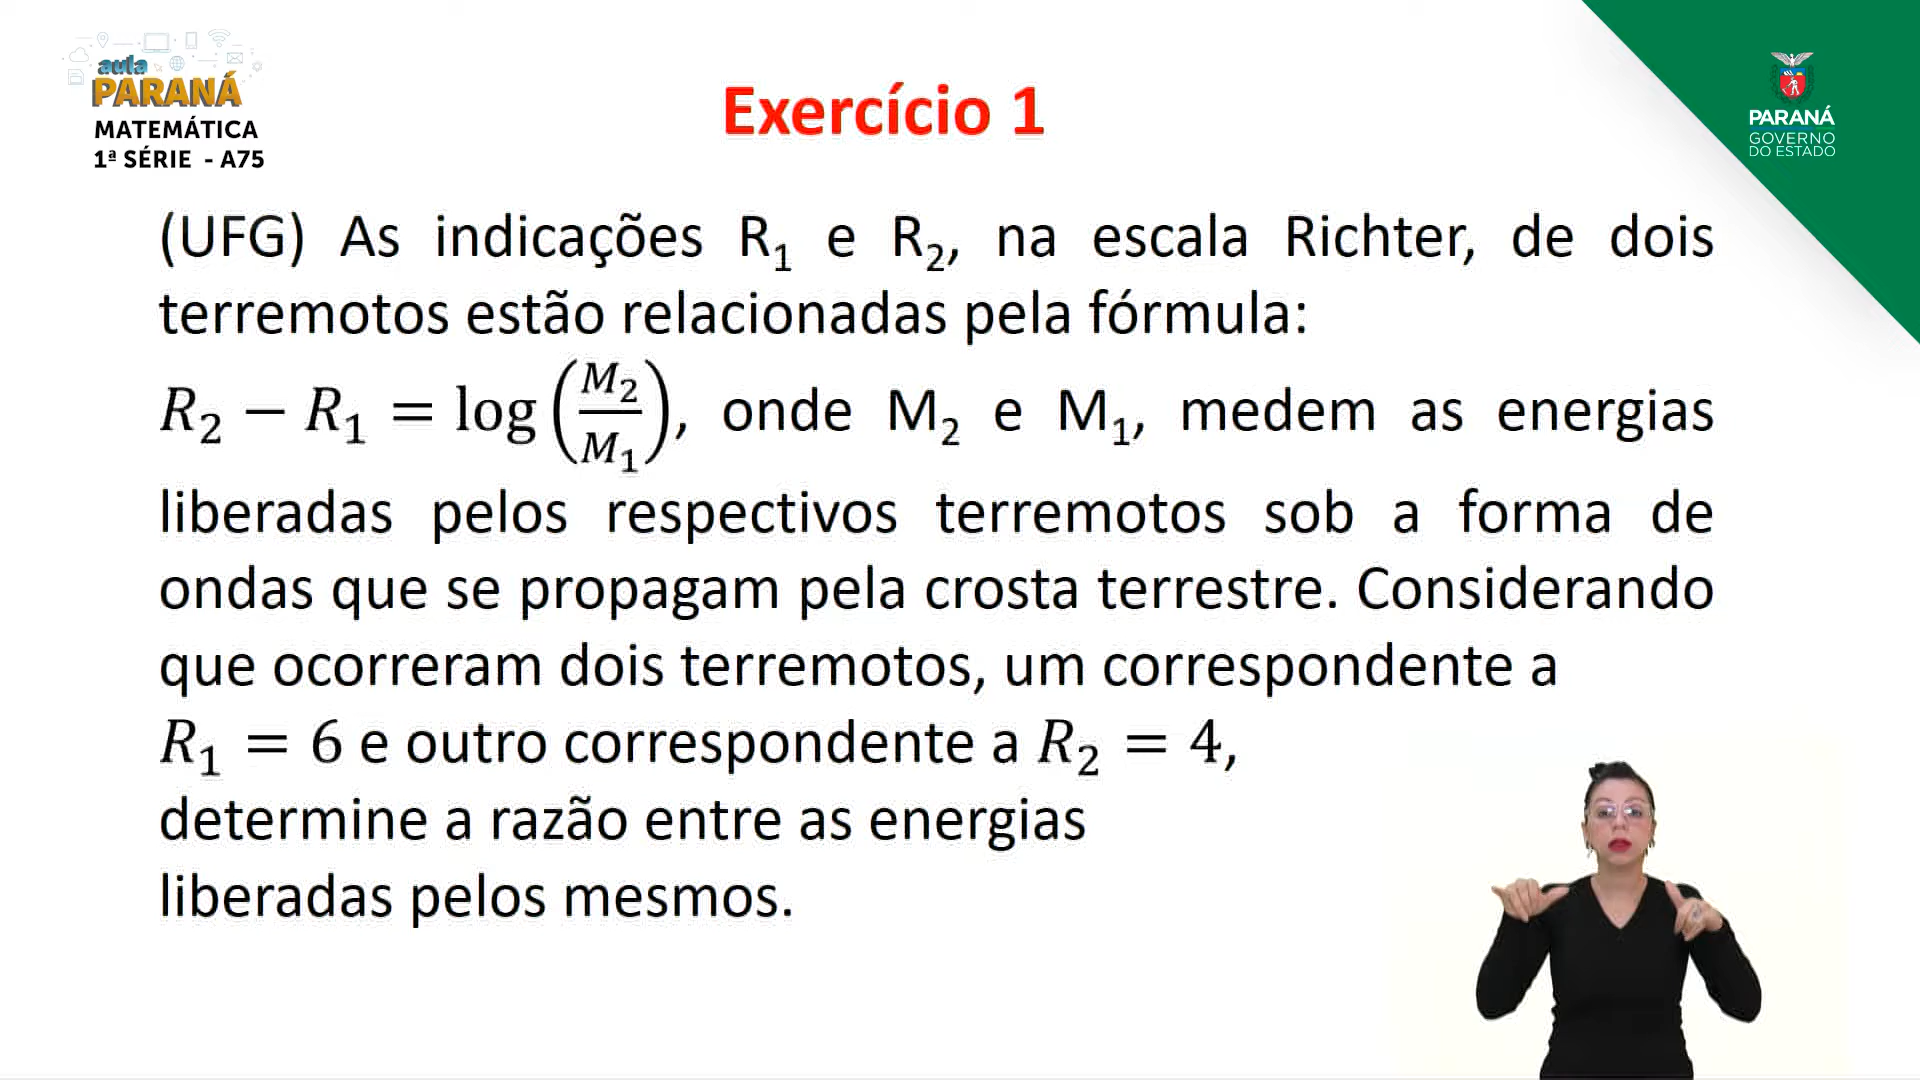 aula
PARANÁ
MATEMÁTICA
1ª SÉRIE - A75
Exercício 1
PARANÁ
GOVERNO
DO ESTADO
(UFG) As indicações R₁ e R₂, na escala Richter, de dois
terremotos estão relacionadas pela fórmula:
R₂ − R₁ = log(M₂/M₁), onde M₂ e M₁, medem as energias
liberadas pelos respectivos terremotos sob a forma de
ondas que se propagam pela crosta terrestre. Considerando
que ocorreram dois terremotos, um correspondente a
R₁ = 6 e outro correspondente a R₂ = 4,
determine a razão entre as energias
liberadas pelos mesmos.